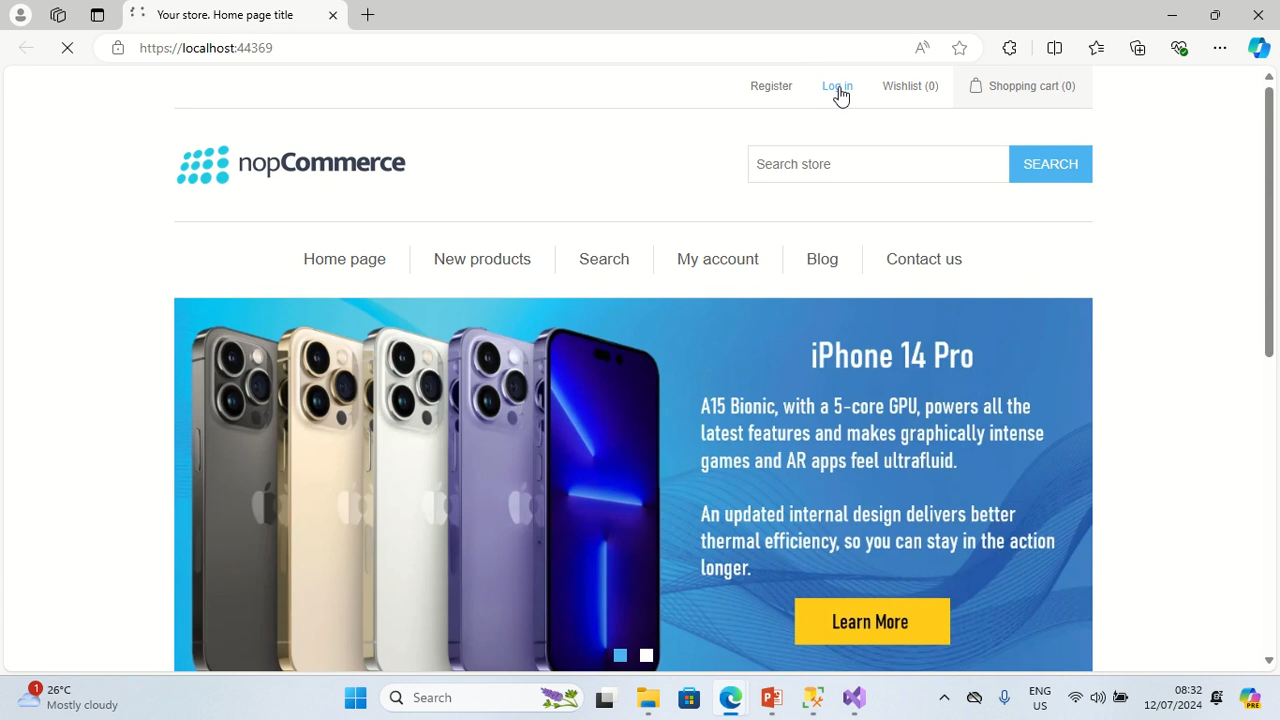 Your store. Home page title
https://localhost:44369
Register
Log in
Wishlist (0)
Shopping cart (0)
nopCommerce
Search store
SEARCH
Home page
New products
Search
My account
Blog
Contact us
iPhone 14 Pro
A15 Bionic, with a 5-core GPU, powers all the
latest features and makes graphically intense
games and AR apps feel ultrafluid.
An updated internal design delivers better
thermal efficiency, so you can stay in the action
longer.
Learn More
1
26°C
Mostly cloudy
Search
ENG
US
08:32
12/07/2024
PRE